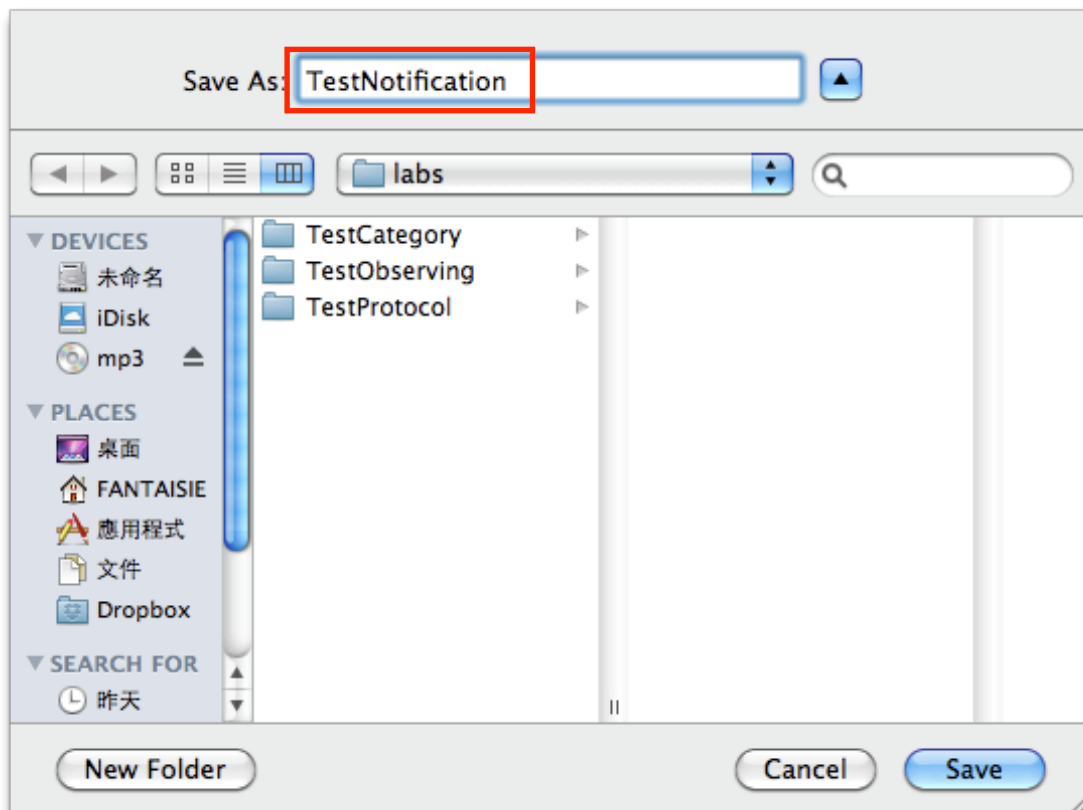 Save As: TestNotification
labs
DEVICES
未命名
iDisk
mp3
PLACES
桌面
FANTAISIE
應用程式
文件
Dropbox
SEARCH FOR
昨天
TestCategory
TestObserving
TestProtocol
New Folder
Cancel
Save